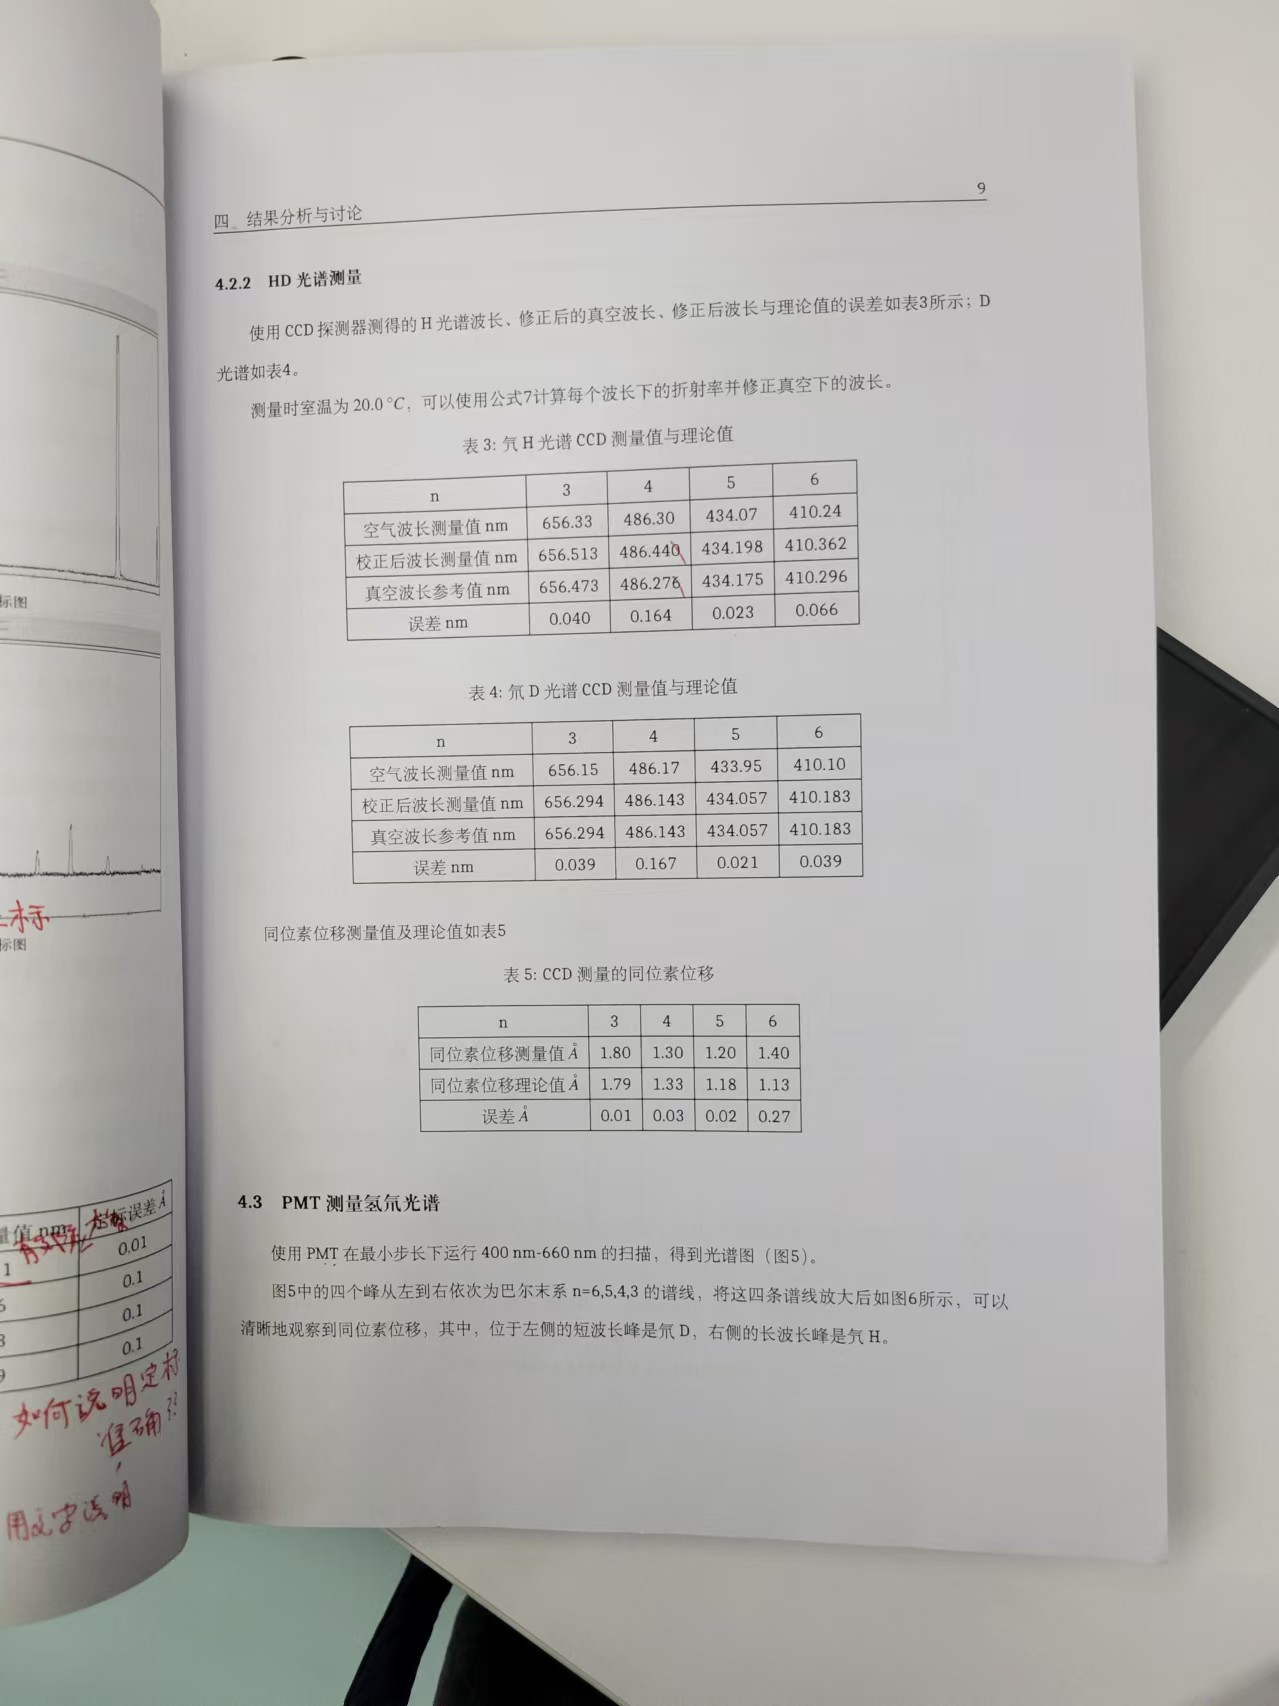 四、结果分析与讨论 9
4.2.2 HD 光谱测量
使用 CCD 探测器测得的 H 光谱波长、修正后的真空波长、修正后波长与理论值的误差如表3所示；D
光谱如表4。
测量时室温为 20.0 °C，可以使用公式7计算每个波长下的折射率并修正真空下的波长。
表 3: 氕 H 光谱 CCD 测量值与理论值
n 3 4 5 6
空气波长测量值 nm 656.33 486.30 434.07 410.24
校正后波长测量值 nm 656.513 486.440 434.198 410.362
真空波长参考值 nm 656.473 486.276 434.175 410.296
误差 nm 0.040 0.164 0.023 0.066
表 4: 氘 D 光谱 CCD 测量值与理论值
n 3 4 5 6
空气波长测量值 nm 656.15 486.17 433.95 410.10
校正后波长测量值 nm 656.294 486.143 434.057 410.183
真空波长参考值 nm 656.294 486.143 434.057 410.183
误差 nm 0.039 0.167 0.021 0.039
同位素位移测量值及理论值如表5
表 5: CCD 测量的同位素位移
n 3 4 5 6
同位素位移测量值 Å 1.80 1.30 1.20 1.40
同位素位移理论值 Å 1.79 1.33 1.18 1.13
误差 Å 0.01 0.03 0.02 0.27
4.3 PMT 测量氢氘光谱
使用 PMT 在最小步长下运行 400 nm-660 nm 的扫描，得到光谱图（图5）。
图5中的四个峰从左到右依次为巴尔末系 n=6,5,4,3 的谱线，将这四条谱线放大后如图6所示，可以
清晰地观察到同位素位移，其中，位于左侧的短波长峰是氘 D，右侧的长波长峰是氕 H。
标图
标
标图
量值 nm 标误差 Å
1 0.01
6 0.1
3 0.1
9 0.1
如何说明定标
准确??
用文字说明